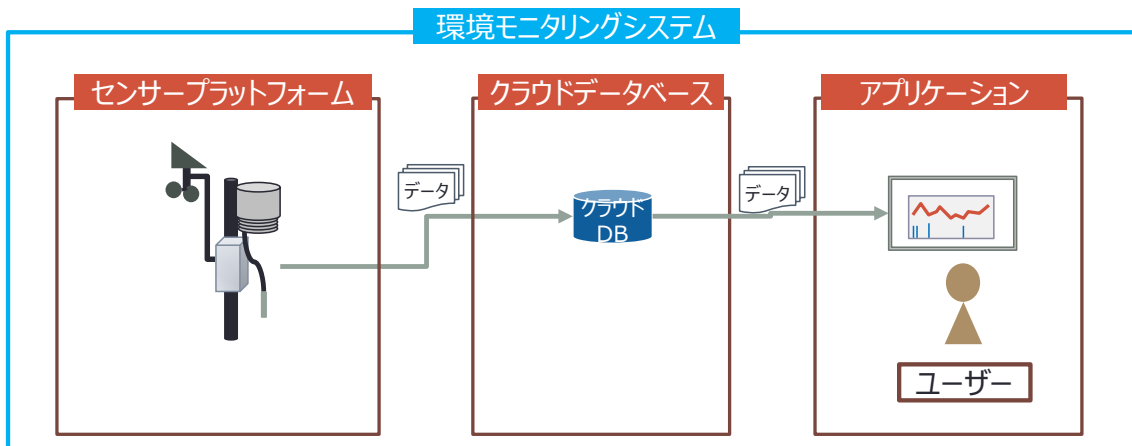 環境モニタリングシステム
センサープラットフォーム
クラウドデータベース
アプリケーション
データ
データ
クラウド
DB
ユーザー